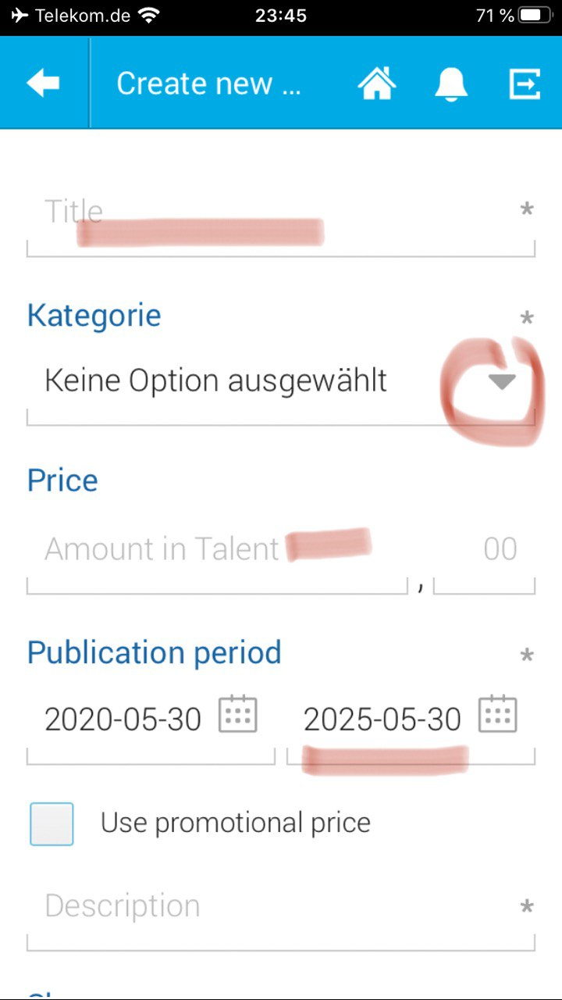 Telekom.de 23:45 71 %
Create new ...
Title *
Kategorie *
Keine Option ausgewählt
Price
Amount in Talent , 00
Publication period *
2020-05-30 2025-05-30
Use promotional price
Description *